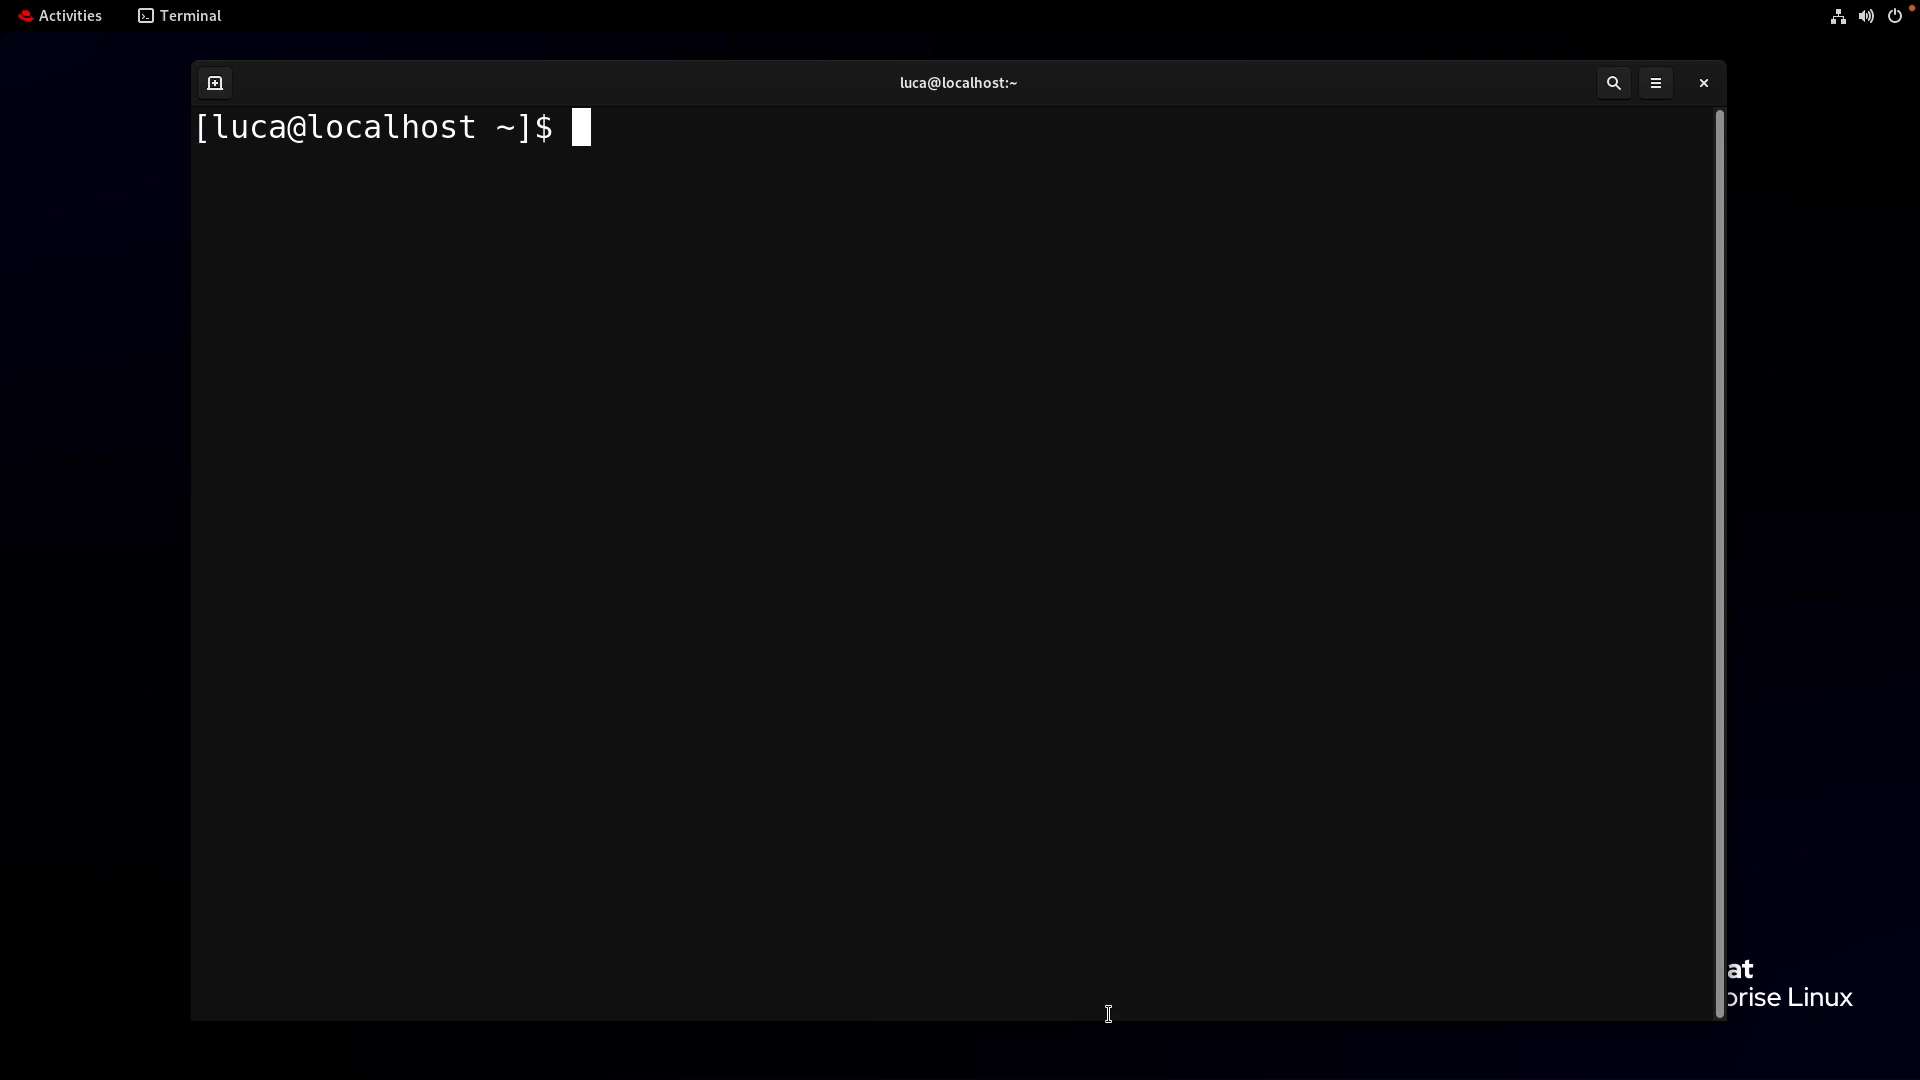 Activities Terminal
luca@localhost:~
[luca@localhost ~]$
at
prise Linux